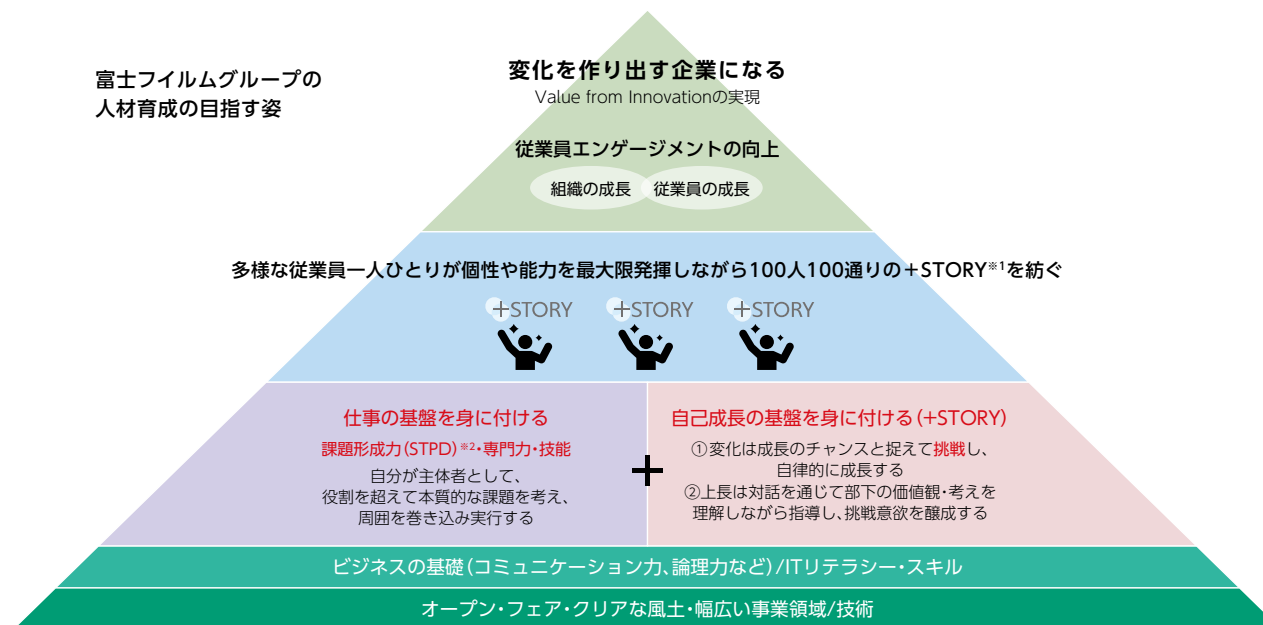 富士フイルムグループの
人材育成の目指す姿
変化を作り出す企業になる
Value from Innovationの実現
従業員エンゲージメントの向上
組織の成長 従業員の成長
多様な従業員一人ひとりが個性や能力を最大限発揮しながら100人100通りの＋STORY※1を紡ぐ
+STORY +STORY +STORY
仕事の基盤を身に付ける
課題形成力(STPD)※2・専門力・技能
自分が主体者として、
役割を超えて本質的な課題を考え、
周囲を巻き込み実行する
+
自己成長の基盤を身に付ける(+STORY)
①変化は成長のチャンスと捉えて挑戦し、
自律的に成長する
②上長は対話を通じて部下の価値観・考えを
理解しながら指導し、挑戦意欲を醸成する
ビジネスの基礎(コミュニケーション力、論理力など)/ITリテラシー・スキル
オープン・フェア・クリアな風土・幅広い事業領域/技術